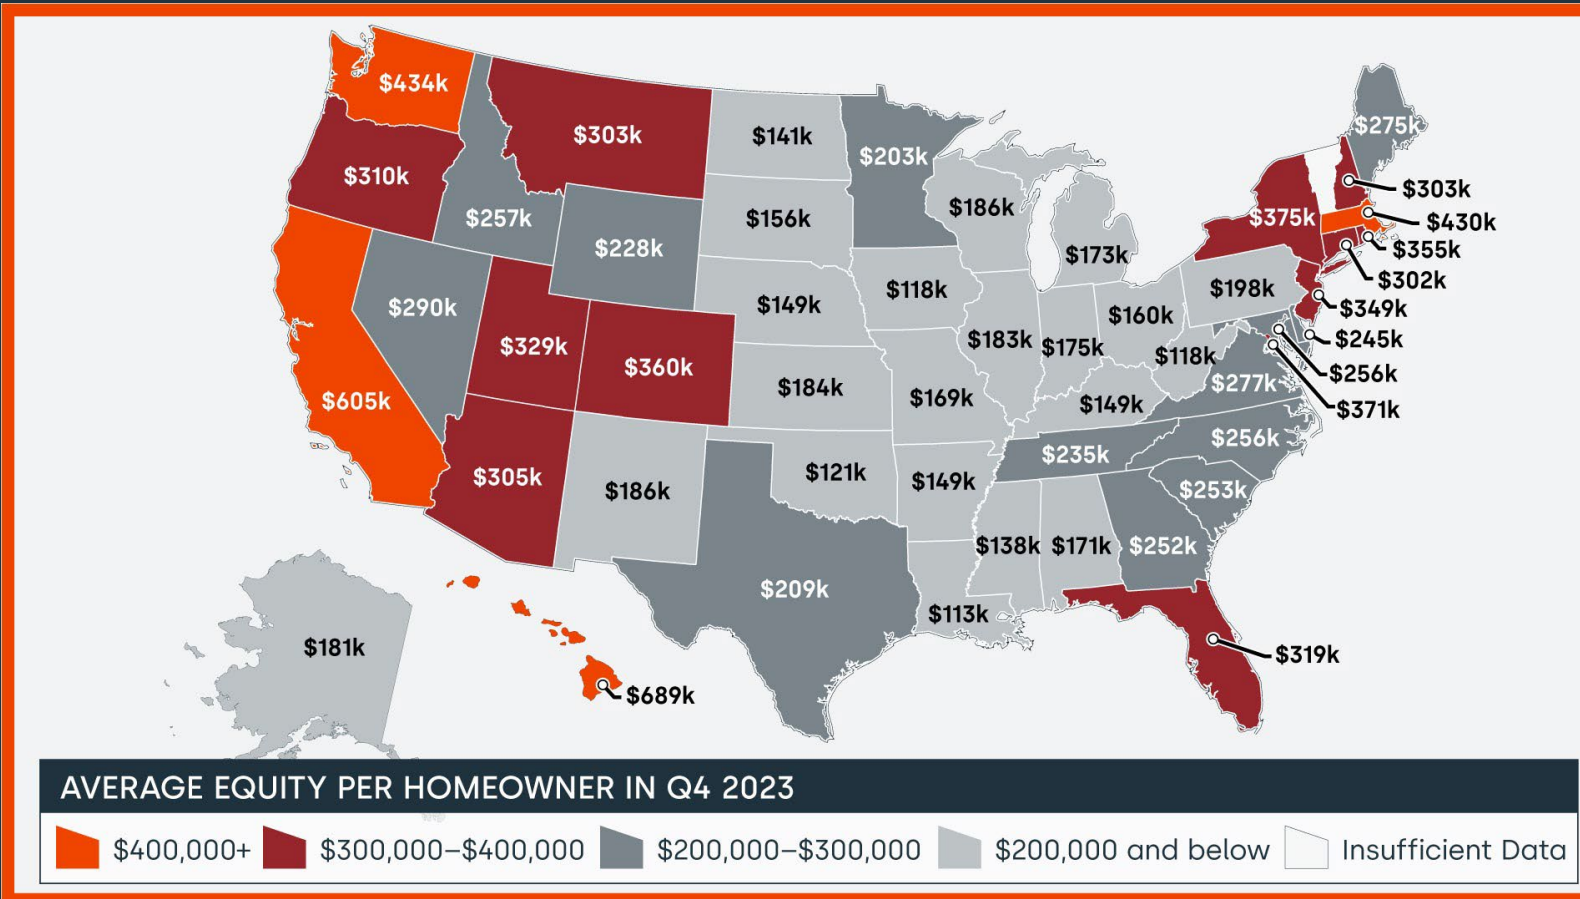 $434k
$303k
$141k
$203k
$275k
$310k
$303k
$257k
$156k
$186k
$375k
$430k
$228k
$173k
$355k
$302k
$290k
$149k
$118k
$198k
$349k
$329k
$183k
$175k
$160k
$245k
$360k
$118k
$256k
$605k
$184k
$169k
$149k
$277k
$371k
$305k
$186k
$121k
$149k
$235k
$256k
$253k
$138k
$171k
$252k
$209k
$113k
$181k
$319k
$689k
AVERAGE EQUITY PER HOMEOWNER IN Q4 2023
$400,000+ $300,000–$400,000 $200,000–$300,000 $200,000 and below Insufficient Data